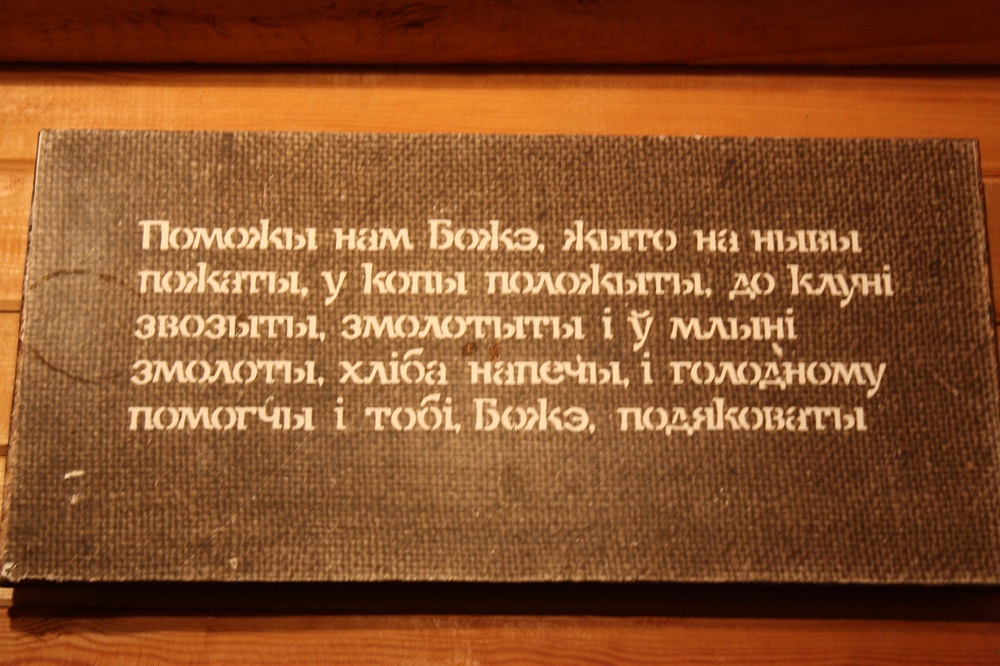 Поможы нам Божэ, жыто на нывы
пожаты, у копы положыты, до клуні
звозыты, змолотыты і ў млыні
змолоты, хліба напечы, і голодному
помогчы і тобі, Божэ, подяковаты